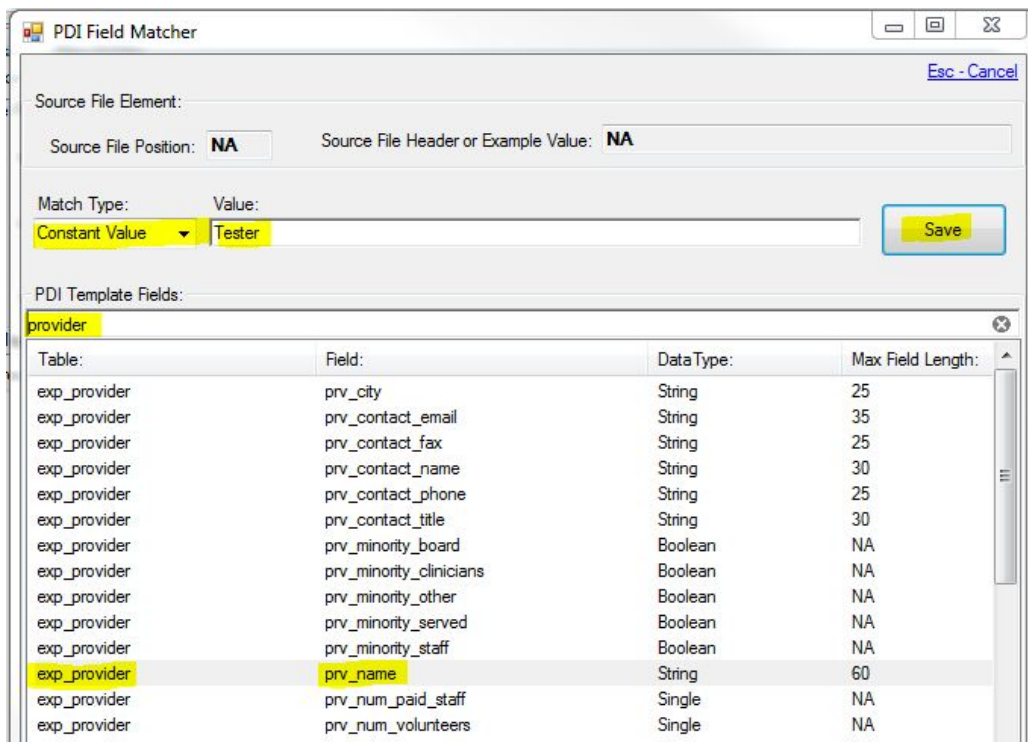 PDI Field Matcher
Esc - Cancel
Source File Element:
Source File Position: NA Source File Header or Example Value: NA
Match Type: Value:
Constant Value Tester Save
PDI Template Fields:
provider
Table: Field: DataType: Max Field Length:
exp_provider prv_city String 25
exp_provider prv_contact_email String 35
exp_provider prv_contact_fax String 25
exp_provider prv_contact_name String 30
exp_provider prv_contact_phone String 25
exp_provider prv_contact_title String 30
exp_provider prv_minority_board Boolean NA
exp_provider prv_minority_clinicians Boolean NA
exp_provider prv_minority_other Boolean NA
exp_provider prv_minority_served Boolean NA
exp_provider prv_minority_staff Boolean NA
exp_provider prv_name String 60
exp_provider prv_num_paid_staff Single NA
exp_provider prv_num_volunteers Single NA